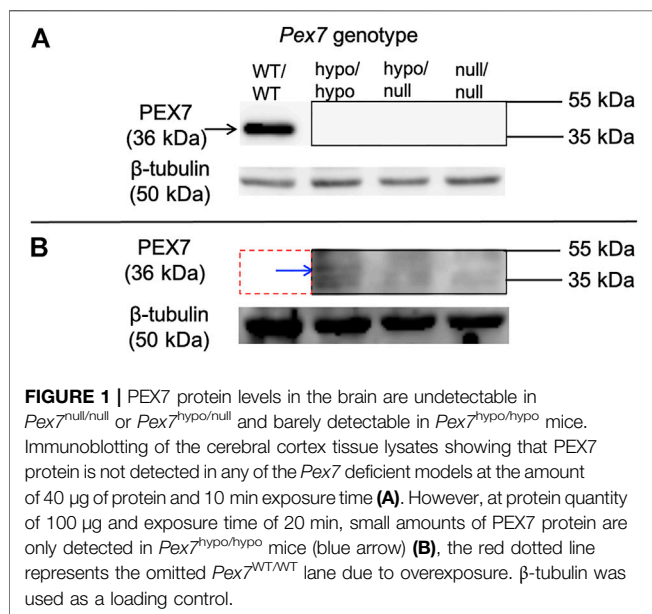 A
Pex7 genotype
WT/WT hypo/hypo hypo/null null/null
PEX7 (36 kDa)
55 kDa
35 kDa
β-tubulin (50 kDa)
B
PEX7 (36 kDa)
55 kDa
35 kDa
β-tubulin (50 kDa)
FIGURE 1 | PEX7 protein levels in the brain are undetectable in
Pex7null/null or Pex7hypo/null and barely detectable in Pex7hypo/hypo mice.
Immunoblotting of the cerebral cortex tissue lysates showing that PEX7
protein is not detected in any of the Pex7 deficient models at the amount
of 40 μg of protein and 10 min exposure time (A). However, at protein quantity
of 100 μg and exposure time of 20 min, small amounts of PEX7 protein are
only detected in Pex7hypo/hypo mice (blue arrow) (B), the red dotted line
represents the omitted Pex7WT/WT lane due to overexposure. β-tubulin was
used as a loading control.